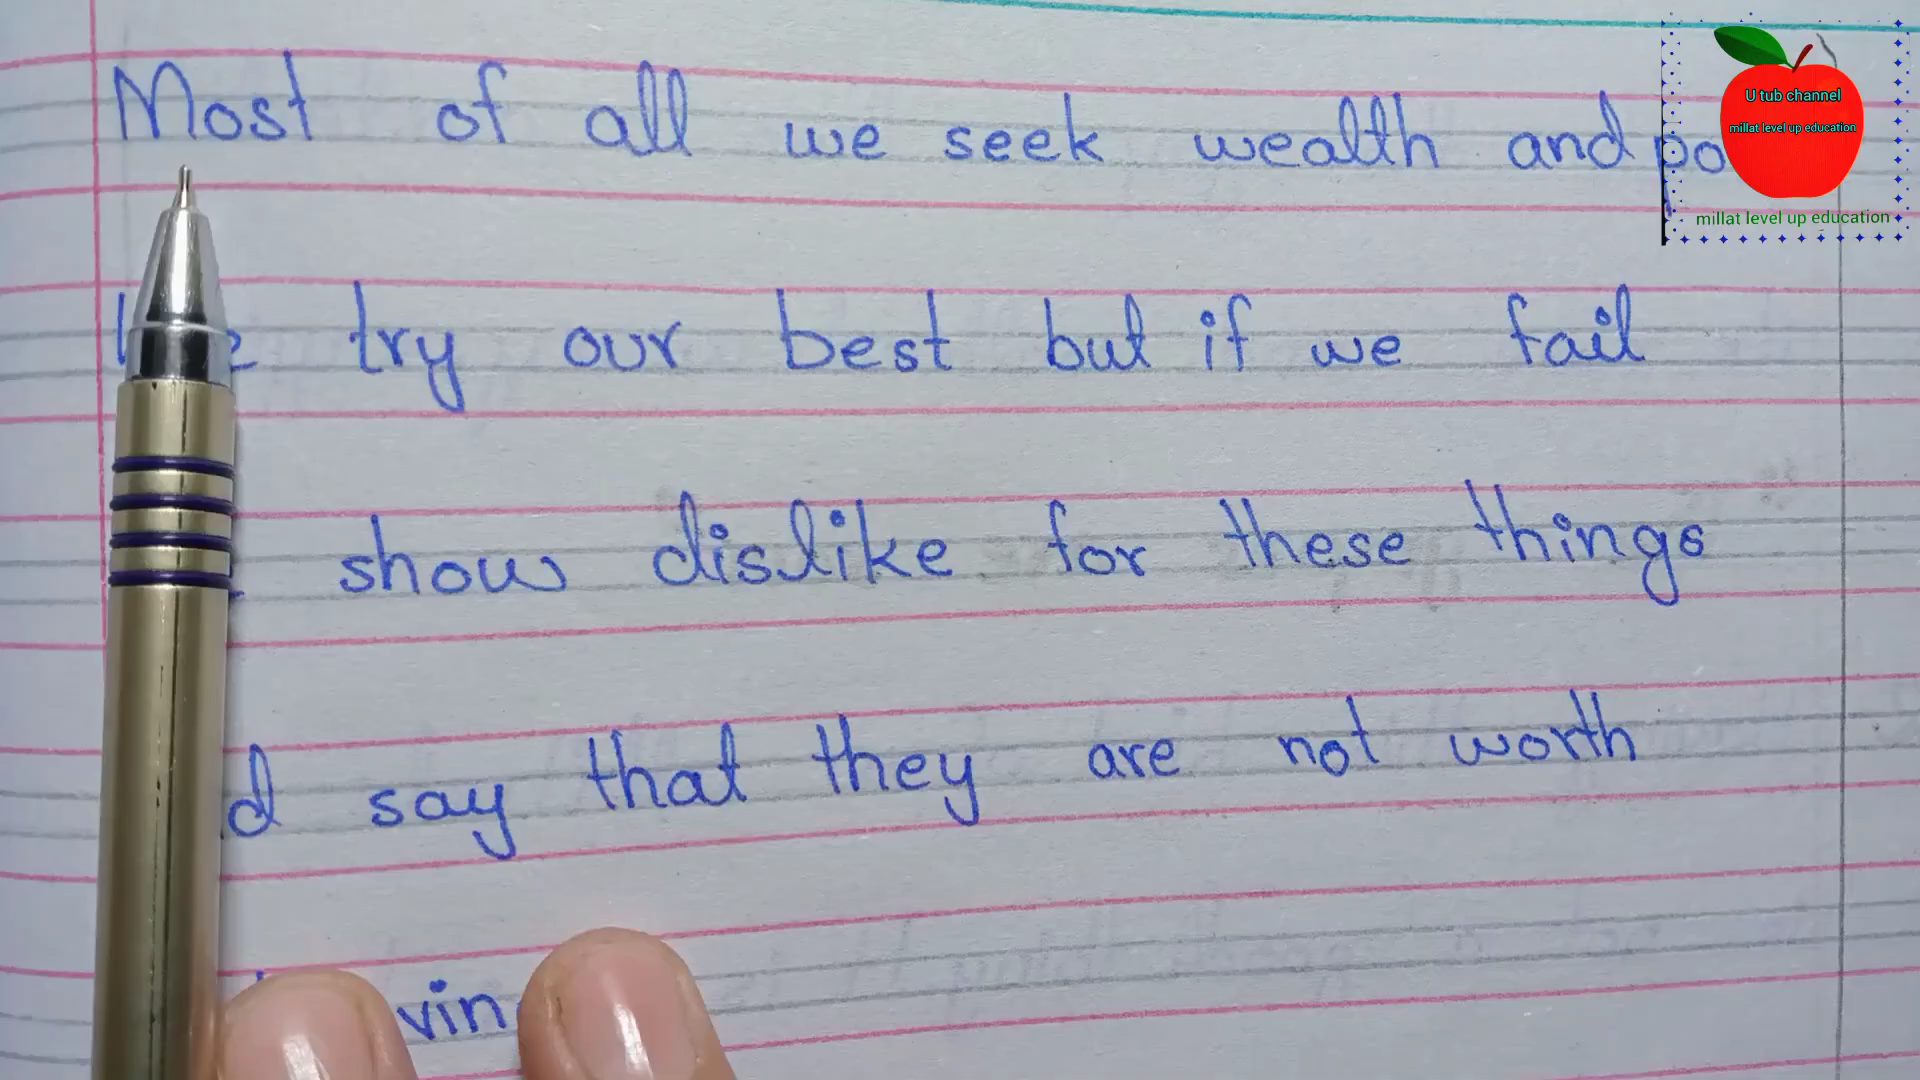 Most of all we seek wealth and
try our best but if we fail
show dislike for these things
say that they are not worth
U tub channel
millat level up education
millat level up education